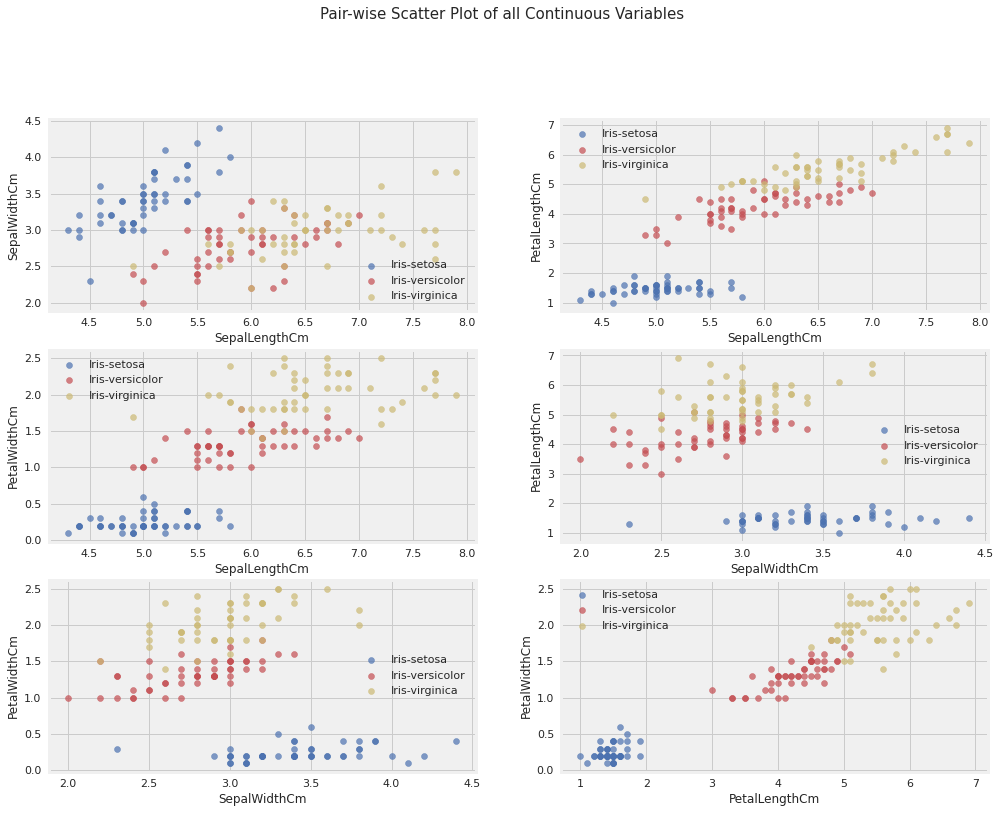 Pair-wise Scatter Plot of all Continuous Variables
4.5
4.0
3.5
3.0
2.5
2.0
SepalWidthCm
Iris-setosa
Iris-versicolor
Iris-virginica
4.5 5.0 5.5 6.0 6.5 7.0 7.5 8.0
SepalLengthCm
7
6
5
4
3
2
1
PetalLengthCm
Iris-setosa
Iris-versicolor
Iris-virginica
4.5 5.0 5.5 6.0 6.5 7.0 7.5 8.0
SepalLengthCm
2.5
2.0
1.5
1.0
0.5
0.0
PetalWidthCm
Iris-setosa
Iris-versicolor
Iris-virginica
4.5 5.0 5.5 6.0 6.5 7.0 7.5 8.0
SepalLengthCm
7
6
5
4
3
2
1
PetalLengthCm
Iris-setosa
Iris-versicolor
Iris-virginica
2.0 2.5 3.0 3.5 4.0 4.5
SepalWidthCm
2.5
2.0
1.5
1.0
0.5
0.0
PetalWidthCm
Iris-setosa
Iris-versicolor
Iris-virginica
2.0 2.5 3.0 3.5 4.0 4.5
SepalWidthCm
2.5
2.0
1.5
1.0
0.5
0.0
PetalWidthCm
Iris-setosa
Iris-versicolor
Iris-virginica
1 2 3 4 5 6 7
PetalLengthCm